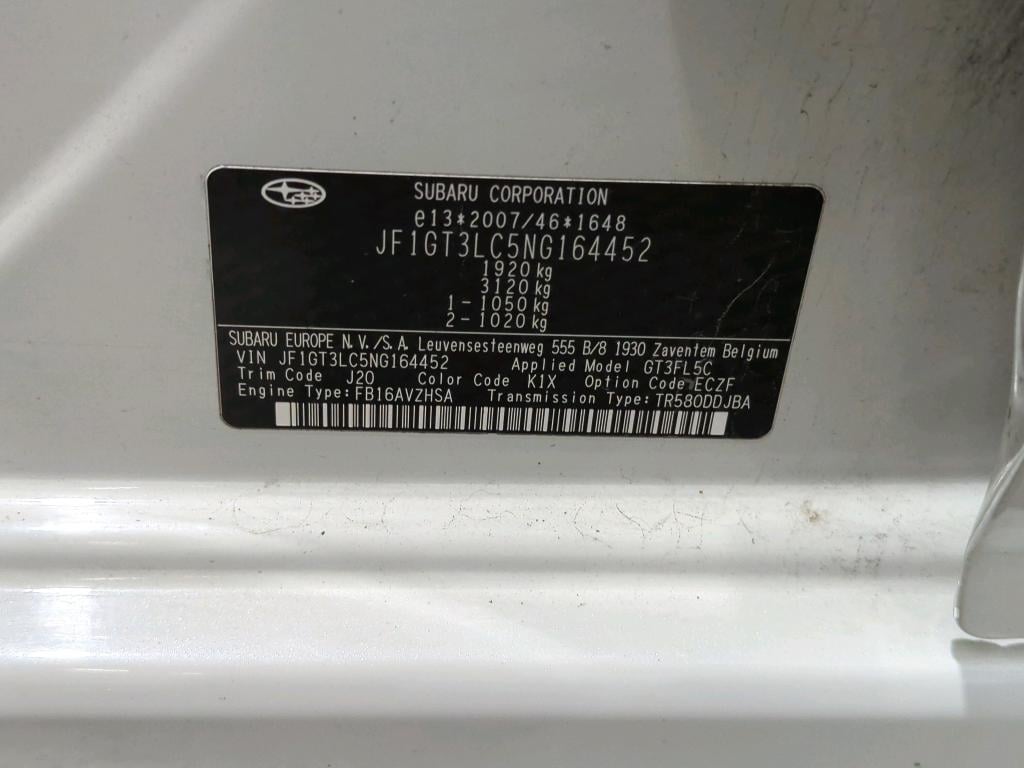 SUBARU CORPORATION
e13*2007/46*1648
JF1GT3LC5NG164452
1920 kg
3120 kg
1 - 1050 kg
2 - 1020 kg
SUBARU EUROPE N.V./S.A. Leuvensesteenweg 555 B/8 1930 Zaventem Belgium
VIN JF1GT3LC5NG164452 Applied Model GT3FL5C
Trim Code J20 Color Code K1X Option Code ECZF
Engine Type:FB16AVZHSA Transmission Type:TR580DDJBA